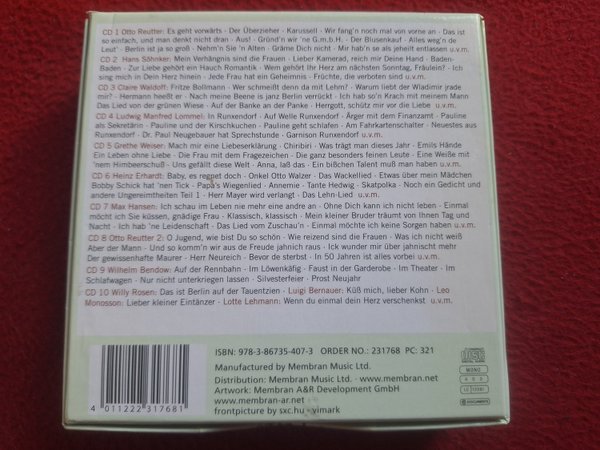 CD 1 Otto Reutter: Es geht vorwärts · Der Überzieher · Karussell · Wir fang'n noch mal von vorne an · Das ist
so einfach, und man denkt nicht dran · Aus! · Gründ'n wir 'ne G.m.b.H. · Der Blusenkauf · Alles weg'n de
Leut' · Berlin ist ja so groß · Nehm'n Sie 'n Alten · Gräme Dich nicht · Mir hab'n se als jeheilt entlassen u.v.m.
CD 2 Hans Söhnker: Mein Verhängnis sind die Frauen · Lieber Kamerad, reich mir Deine Hand · Baden-
Baden · Zur Liebe gehört ein Hauch Romantik · Wem gehört Ihr Herz am nächsten Sonntag, Fräulein? · Ich
sing mich in Dein Herz hinein · Jede Frau hat ein Geheimnis · Früchte, die verboten sind u.v.m.
CD 3 Claire Waldoff: Fritze Bollmann · Wer schmeißt denn da mit Lehm? · Warum liebt der Wladimir jrade
mir? · Hermann heeßt er · Nach meine Beene is janz Berlin verrückt · Ich hab so'n Krach mit meinem Mann
Das Lied von der grünen Wiese · Auf der Banke an der Panke · Herrgott, schütz mir vor die Liebe u.v.m.
CD 4 Ludwig Manfred Lommel: In Runxendorf · Auf Welle Runxendorf · Ärger mit dem Finanzamt · Pauline
als Sekretärin · Pauline und der Kirschkuchen · Pauline geht schlafen · Am Fahrkartenschalter · Neuestes aus
Runxendorf · Dr. Paul Neugebauer hat Sprechstunde · Garnison Runxendorf u.v.m.
CD 5 Grethe Weiser: Mach mir eine Liebeserklärung · Chiribiri · Was trägt man dieses Jahr · Emils Hände
Ein Leben ohne Liebe · Die Frau mit dem Fragezeichen · Die ganz besonders feinen Leute · Eine Weiße mit
'nem Himbeerschuß · Uns gefällt diese Welt · Anna, laß das · Ein bißchen Talent muß man haben u.v.m.
CD 6 Heinz Erhardt: Baby, es regnet doch · Onkel Otto Walzer · Das Wackellied · Etwas über mein Mädchen
Bobby Schick hat 'nen Tick · Papa's Wiegenlied · Annemie · Tante Hedwig · Skatpolka · Noch ein Gedicht und
andere Ungereimtheiten Teil 1 · Herr Mayer wird verlangt · Das Lehn-Lied u.v.m.
CD 7 Max Hansen: Ich schau im Leben nie mehr eine andre an · Ohne Dich kann ich nicht leben · Einmal
möcht ich Sie küssen, gnädige Frau · Klassisch, klassisch · Mein kleiner Bruder träumt von Ihnen Tag und
Nacht · Ich hab 'ne Leidenschaft · Das Lied vom Zuschau'n · Einmal möchte ich keine Sorgen haben u.v.m.
CD 8 Otto Reutter 2: O Jugend, wie bist Du so schön · Wie reizend sind die Frauen · Was ich nicht weiß
Aber der Mann · Und so komm'n wir aus de Freude jahnich raus · Ick wunder mir über jahnischt mehr
Der gewissenhafte Maurer · Herr Neureich · Bevor de sterbst · In 50 Jahren ist alles vorbei u.v.m.
CD 9 Wilhelm Bendow: Auf der Rennbahn · Im Löwenkäfig · Faust in der Garderobe · Im Theater · Im
Schlafwagen · Nur nicht unterkriegen lassen · Silvesterfeier · Prost Neujahr
CD 10 Willy Rosen: Das ist Berlin auf der Tauentzien · Luigi Bernauer: Küß mich, lieber Kohn · Leo
Monosson: Lieber kleiner Eintänzer · Lotte Lehmann: Wenn du einmal dein Herz verschenkst u.v.m.
ISBN: 978-3-86735-407-3 ORDER NO.: 231768 PC: 321
Manufactured by Membran Music Ltd.
Distribution: Membran Music Ltd. · www.membran.net
Artwork: Membran A&R Development GmbH
www.membran-ar.net
frontpicture by sxc.hu - vimark
4 011222 317681
COMPACT disc
DIGITAL AUDIO
MONO
ADD
DOCUMENTS